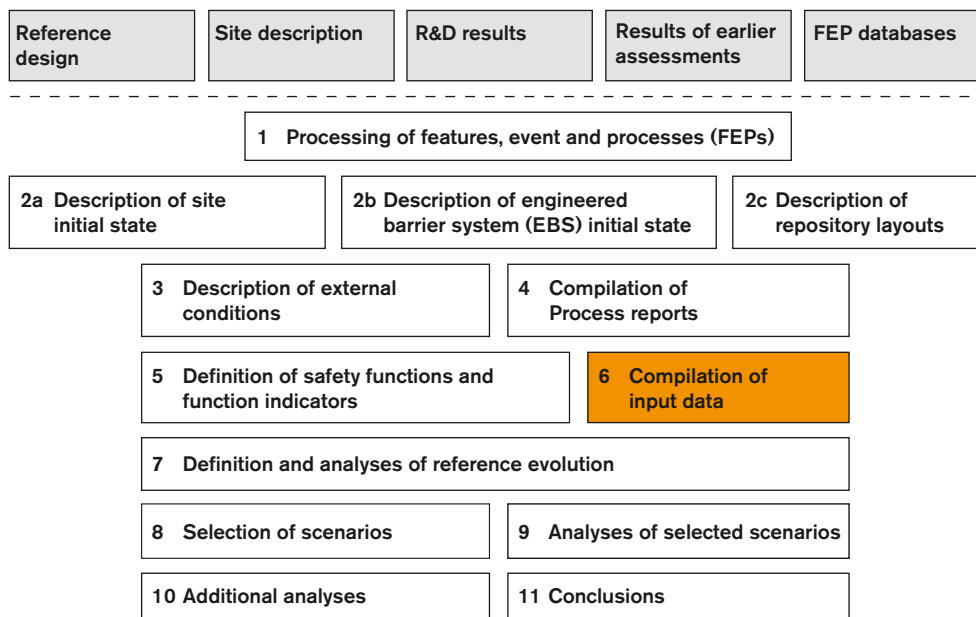 Reference
design
Site description
R&D results
Results of earlier
assessments
FEP databases
1 Processing of features, event and processes (FEPs)
2a Description of site
initial state
2b Description of engineered
barrier system (EBS) initial state
2c Description of
repository layouts
3 Description of external
conditions
4 Compilation of
Process reports
5 Definition of safety functions and
function indicators
6 Compilation of
input data
7 Definition and analyses of reference evolution
8 Selection of scenarios
9 Analyses of selected scenarios
10 Additional analyses
11 Conclusions